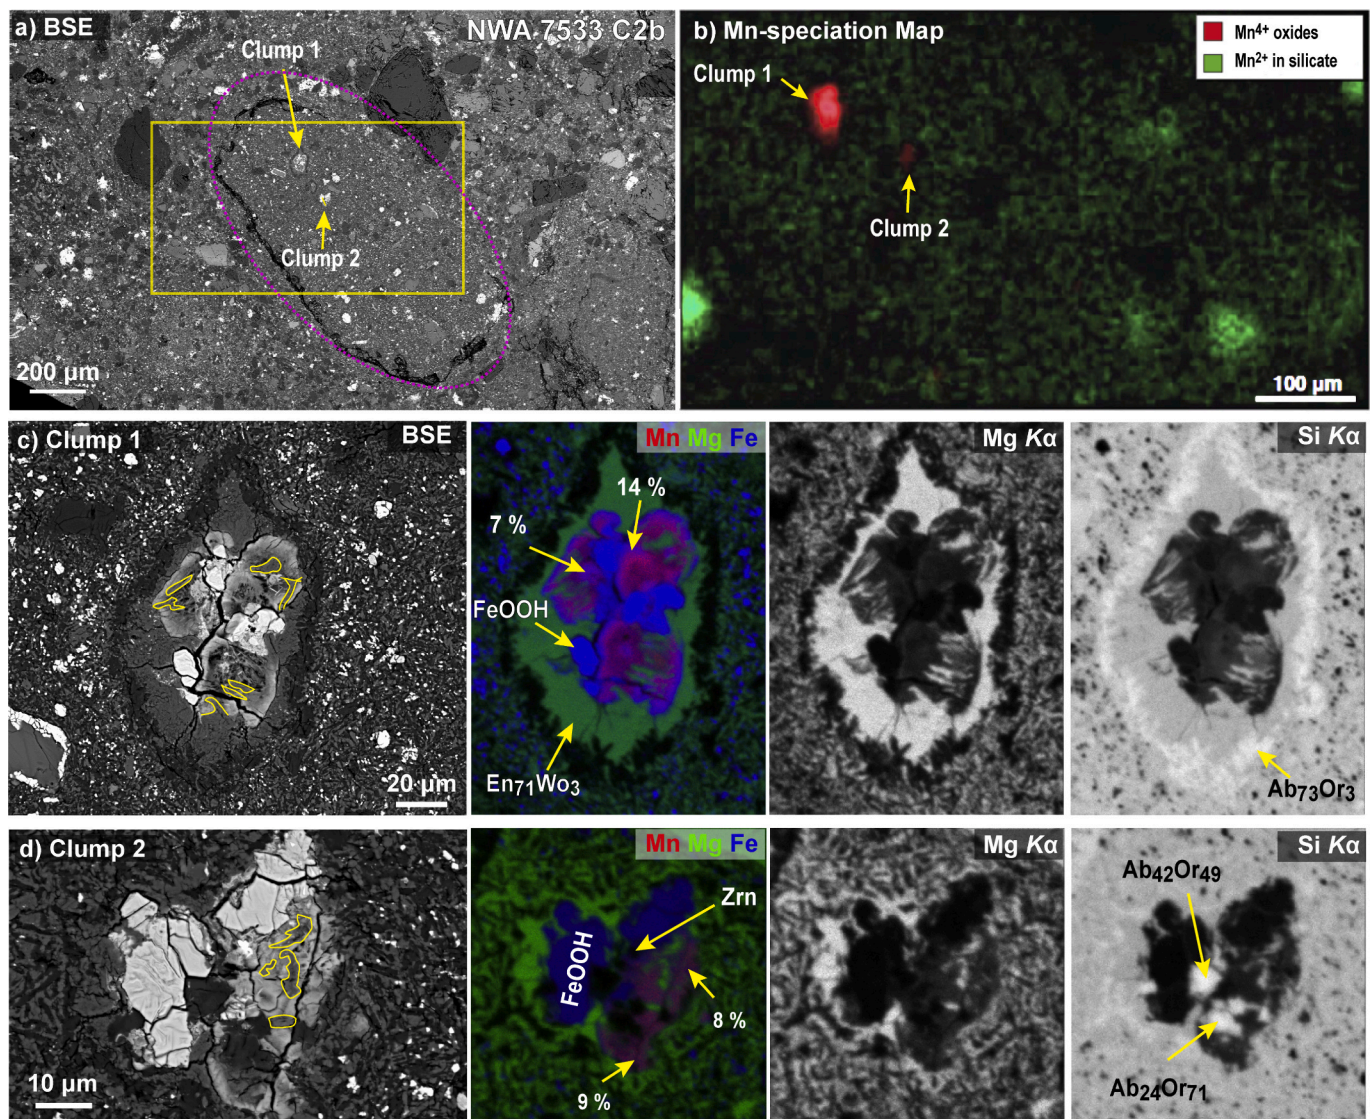 a) BSE
NWA 7533 C2b
Clump 1
Clump 2
200 µm
b) Mn-speciation Map
Mn⁴⁺ oxides
Mn²⁺ in silicate
Clump 1
Clump 2
100 µm
c) Clump 1
BSE
20 µm
Mn Mg Fe
14 %
7 %
FeOOH
En₇₁Wo₃
Mg Kα
Si Kα
Ab₇₃Or₃
d) Clump 2
10 µm
Mn Mg Fe
Zrn
FeOOH
8 %
9 %
Mg Kα
Si Kα
Ab₄₂Or₄₉
Ab₂₄Or₇₁